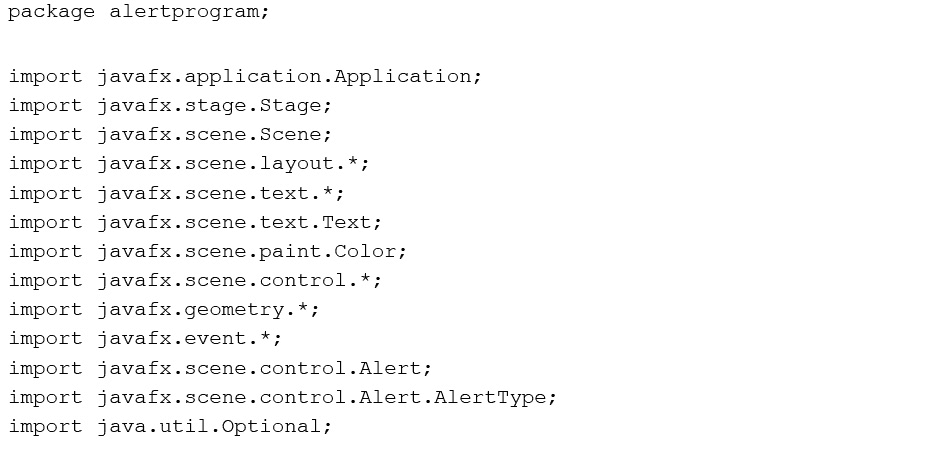 package alertprogram;
import javafx.application.Application;
import javafx.stage.Stage;
import javafx.scene.Scene;
import javafx.scene.layout.*;
import javafx.scene.text.*;
import javafx.scene.text.Text;
import javafx.scene.paint.Color;
import javafx.scene.control.*;
import javafx.geometry.*;
import javafx.event.*;
import javafx.scene.control.Alert;
import javafx.scene.control.Alert.AlertType;
import java.util.Optional;